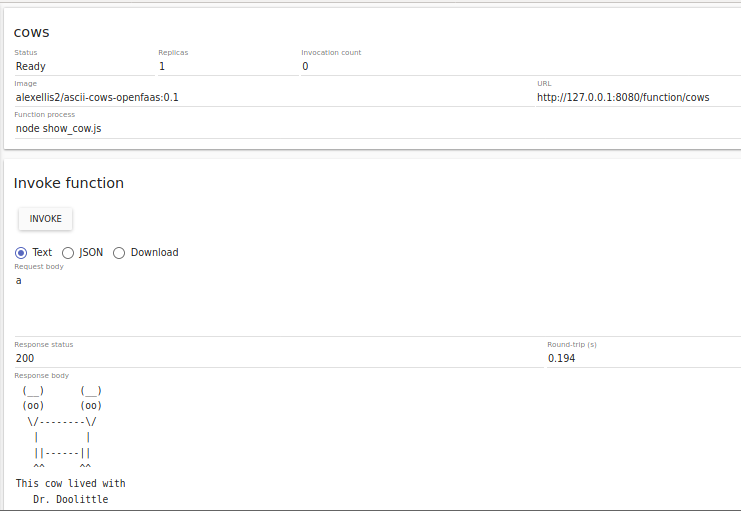 cows
Status Replicas Invocation count
Ready 1 0
Image URL
alexellis2/ascii-cows-openfaas:0.1 http://127.0.0.1:8080/function/cows
Function process
node show_cow.js
Invoke function
INVOKE
Text JSON Download
Request body
a
Response status Round-trip (s)
200 0.194
Response body
 (__)      (__)
 (oo)      (oo)
  \/--------\/
   |        |
   ||------||
   ^^      ^^
This cow lived with
   Dr. Doolittle